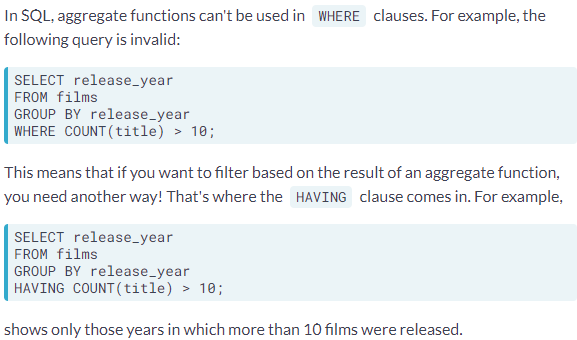 In SQL, aggregate functions can't be used in WHERE clauses. For example, the
following query is invalid:
SELECT release_year
FROM films
GROUP BY release_year
WHERE COUNT(title) > 10;
This means that if you want to filter based on the result of an aggregate function,
you need another way! That's where the HAVING clause comes in. For example,
SELECT release_year
FROM films
GROUP BY release_year
HAVING COUNT(title) > 10;
shows only those years in which more than 10 films were released.